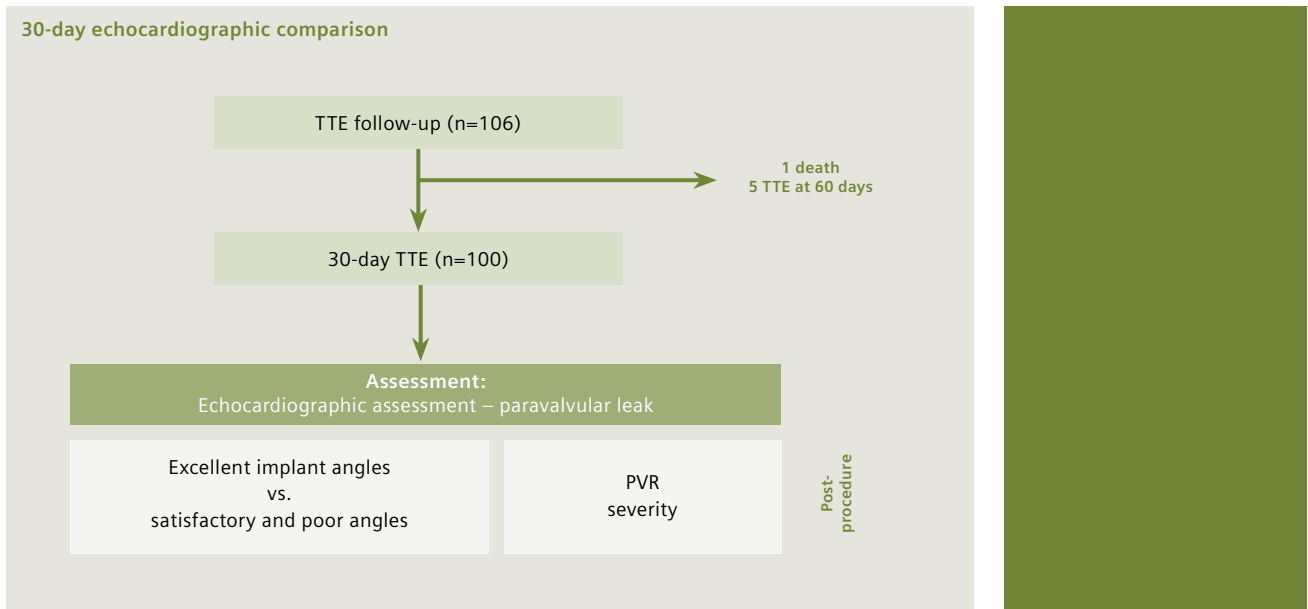 30-day echocardiographic comparison
TTE follow-up (n=106)
1 death
5 TTE at 60 days
30-day TTE (n=100)
Assessment:
Echocardiographic assessment – paravalvular leak
Excellent implant angles
vs.
satisfactory and poor angles
PVR
severity
Post-
procedure